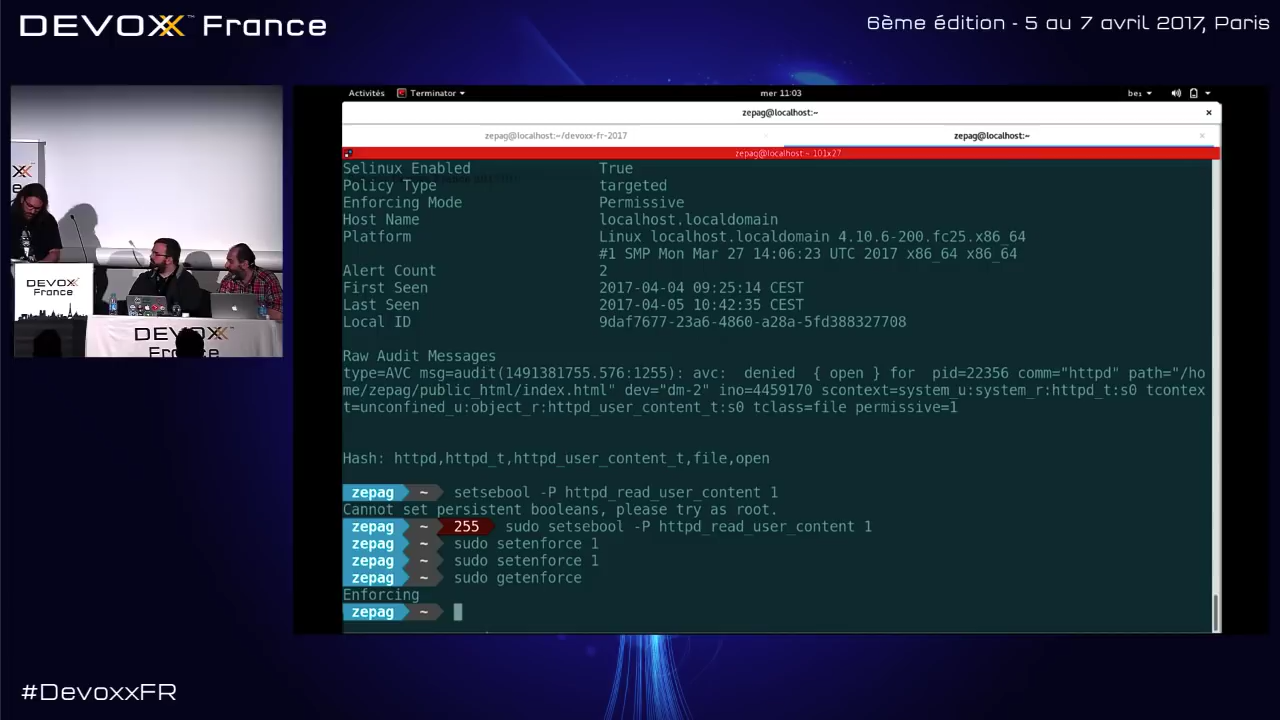 DEVOXX™ France
6ème édition - 5 au 7 avril 2017, Paris
Activités Terminator mer 11:03 be₁
zepag@localhost:~
zepag@localhost:~/devoxx-fr-2017 zepag@localhost:~
zepag@localhost:~ 101x27
Selinux Enabled True
Policy Type targeted
Enforcing Mode Permissive
Host Name localhost.localdomain
Platform Linux localhost.localdomain 4.10.6-200.fc25.x86_64
#1 SMP Mon Mar 27 14:06:23 UTC 2017 x86_64 x86_64
Alert Count 2
First Seen 2017-04-04 09:25:14 CEST
Last Seen 2017-04-05 10:42:35 CEST
Local ID 9daf7677-23a6-4860-a28a-5fd388327708
Raw Audit Messages
type=AVC msg=audit(1491381755.576:1255): avc: denied { open } for pid=22356 comm="httpd" path="/ho
me/zepag/public_html/index.html" dev="dm-2" ino=4459170 scontext=system_u:system_r:httpd_t:s0 tcontex
t=unconfined_u:object_r:httpd_user_content_t:s0 tclass=file permissive=1
Hash: httpd,httpd_t,httpd_user_content_t,file,open
zepag ~ setsebool -P httpd_read_user_content 1
Cannot set persistent booleans, please try as root.
zepag ~ 255 sudo setsebool -P httpd_read_user_content 1
zepag ~ sudo setenforce 1
zepag ~ sudo setenforce 1
zepag ~ sudo getenforce
Enforcing
zepag ~
DEVOXX
France
DEVOXX
France
#DevoxxFR